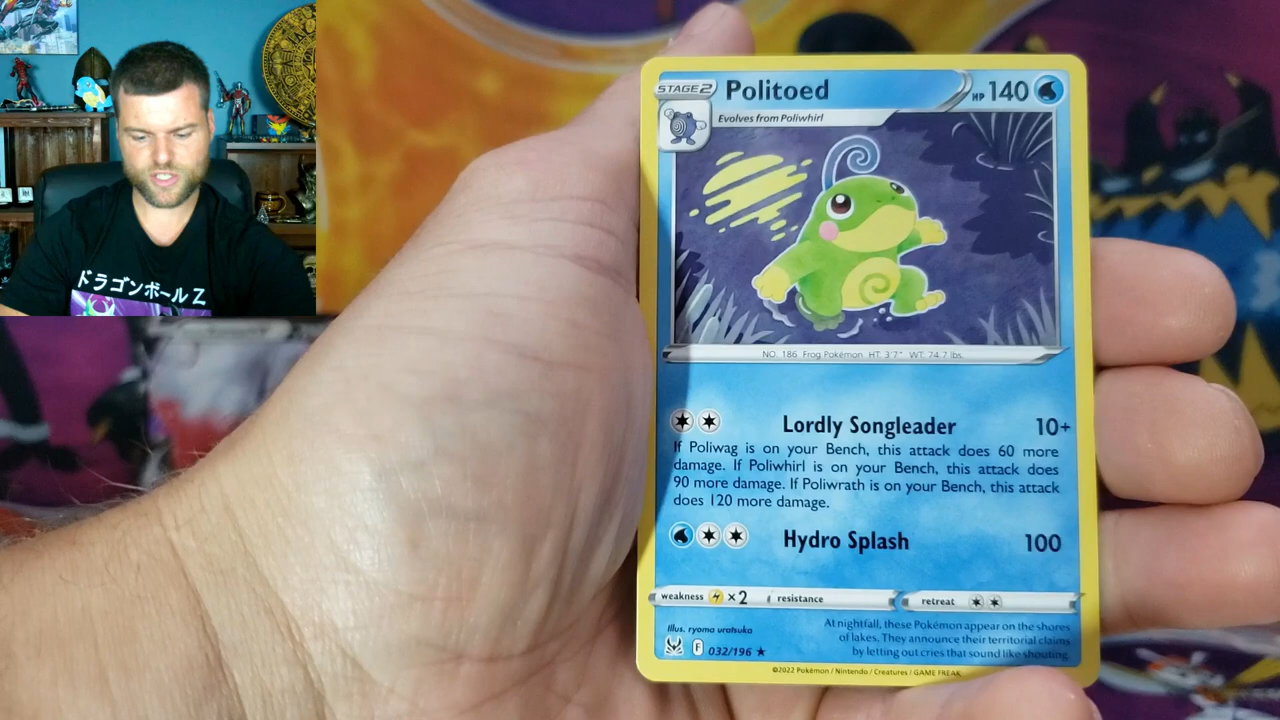 ドラゴンボールZ
STAGE2 Politoed HP 140
Evolves from Poliwhirl
NO. 186 Frog Pokémon HT. 3'7" WT. 74.7 lbs.
Lordly Songleader 10+
If Poliwag is on your Bench, this attack does 60 more
damage. If Poliwhirl is on your Bench, this attack does
90 more damage. If Poliwrath is on your Bench, this attack
does 120 more damage.
Hydro Splash 100
weakness ×2 resistance retreat
Illus. ryoma uratsuka
F 032/196 ★
At nightfall, these Pokémon appear on the shores
of lakes. They announce their territorial claims
by letting out cries that sound like shouting.
©2022 Pokémon / Nintendo / Creatures / GAME FREAK